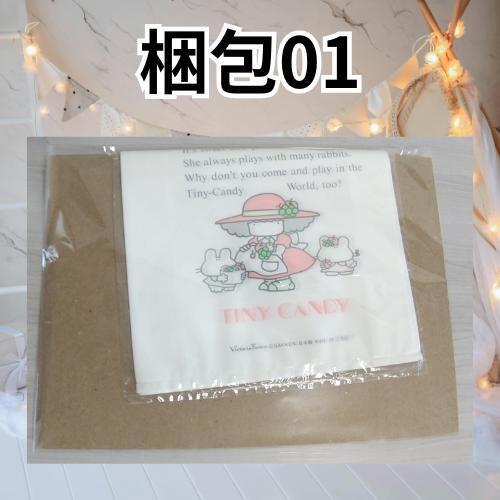 梱包01
She always plays with many rabbits.
Why don't you come and play in the
Tiny-Candy World, too?
TINY CANDY